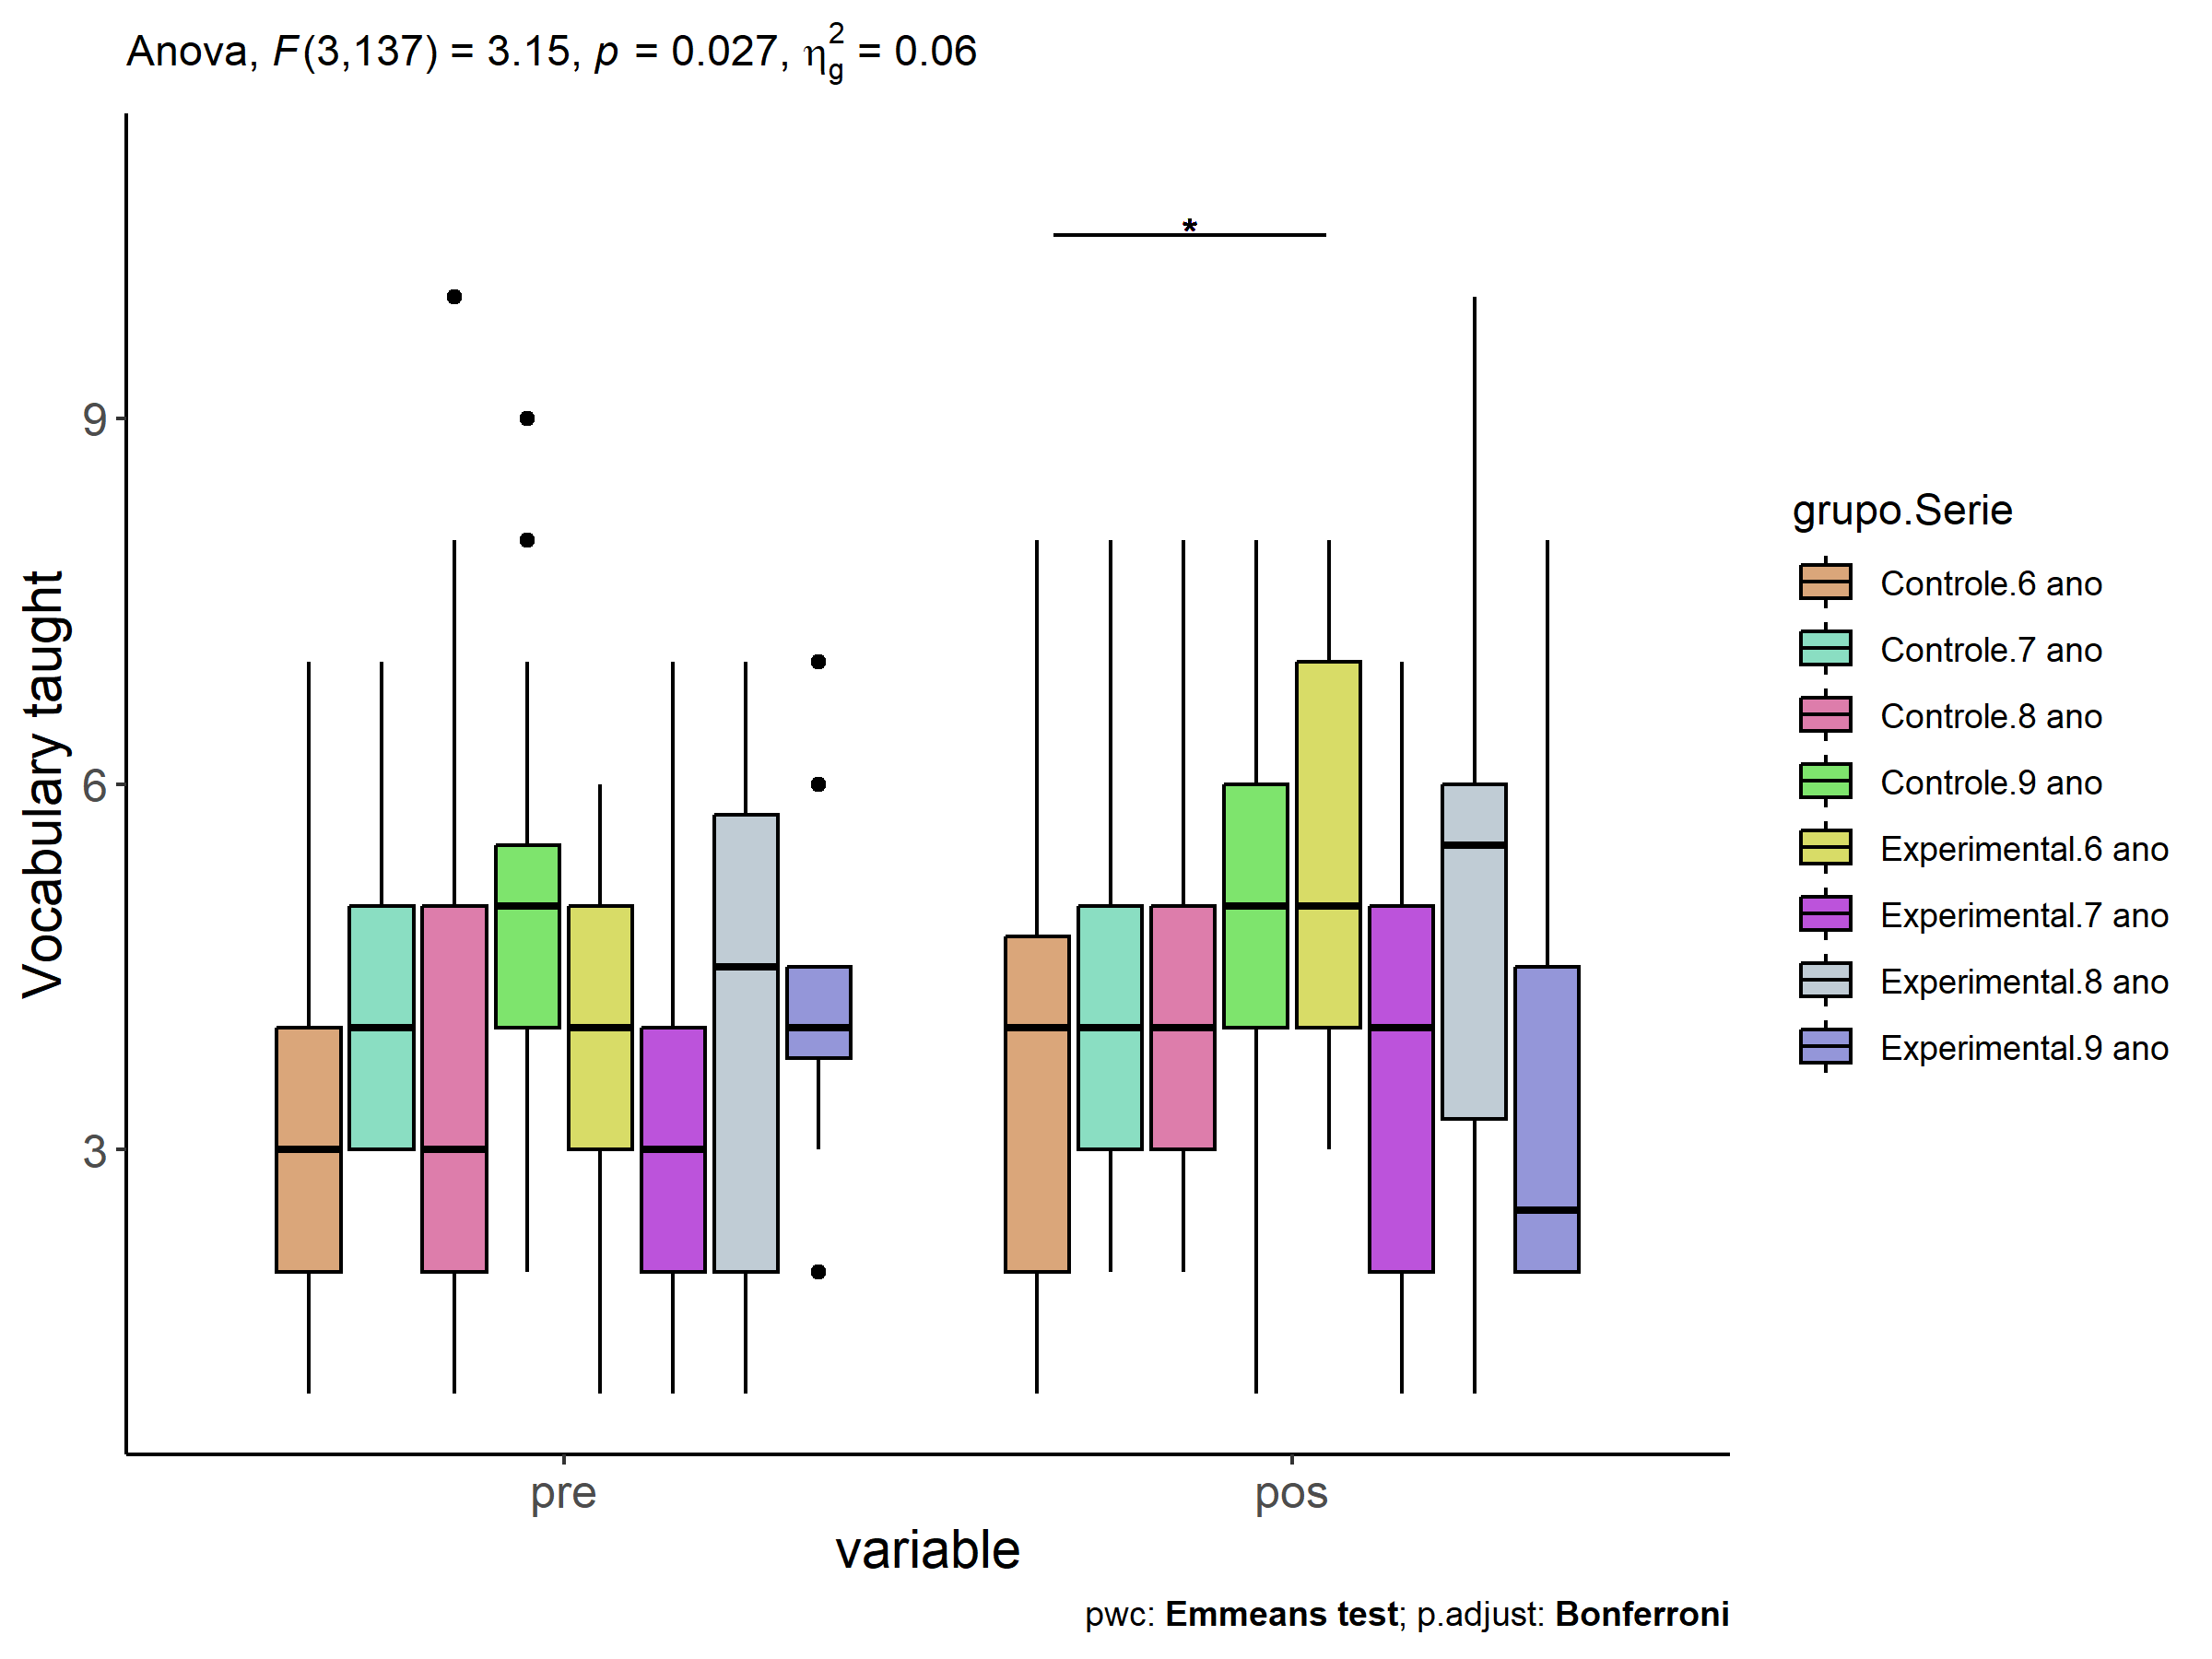 Anova, F(3,137) = 3.15, p = 0.027, η²g = 0.06
*
Vocabulary taught
9
6
3
pre
pos
variable
grupo.Serie
Controle.6 ano
Controle.7 ano
Controle.8 ano
Controle.9 ano
Experimental.6 ano
Experimental.7 ano
Experimental.8 ano
Experimental.9 ano
pwc: Emmeans test; p.adjust: Bonferroni